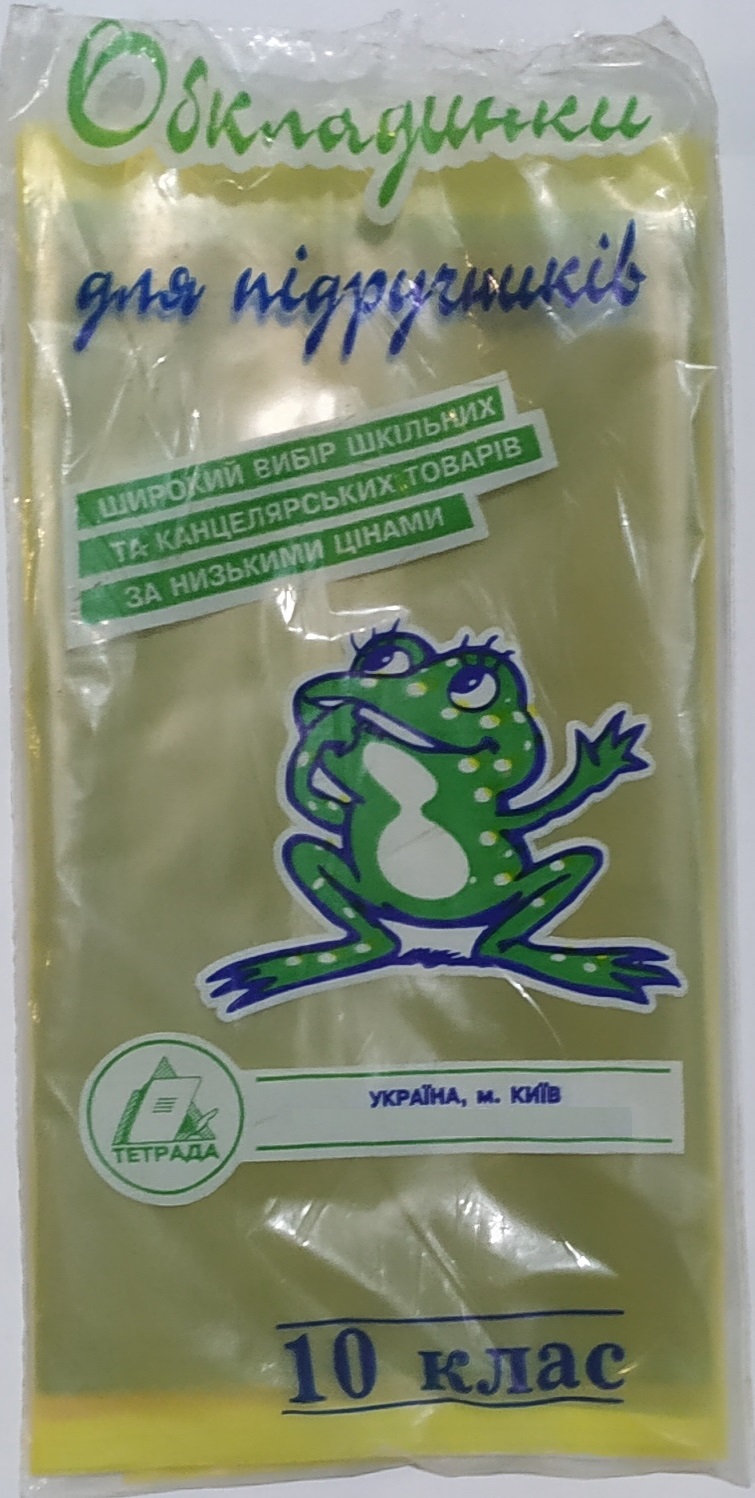 Обкладинки
для підручників
ШИРОКИЙ ВИБІР ШКІЛЬНИХ
ТА КАНЦЕЛЯРСЬКИХ ТОВАРІВ
ЗА НИЗЬКИМИ ЦІНАМИ
УКРАЇНА, м. КИЇВ
ТЕТРАДА
10 клас